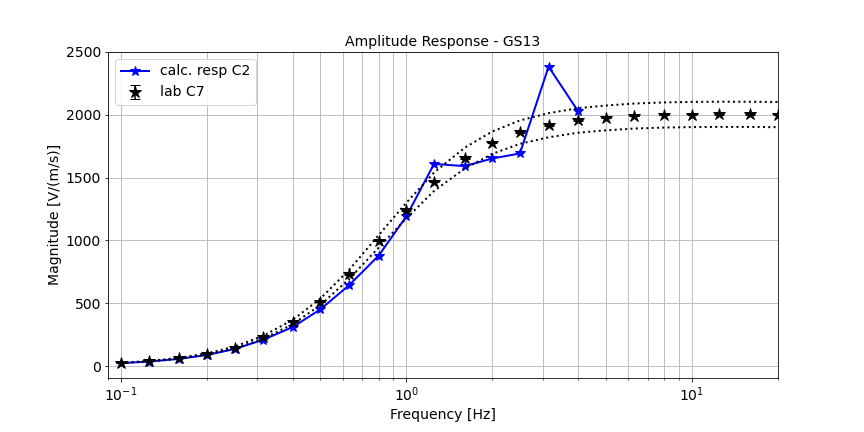 Amplitude Response - GS13
calc. resp C2
lab C7
Magnitude [V/(m/s)]
2500
2000
1500
1000
500
0
10⁻¹
10⁰
10¹
Frequency [Hz]